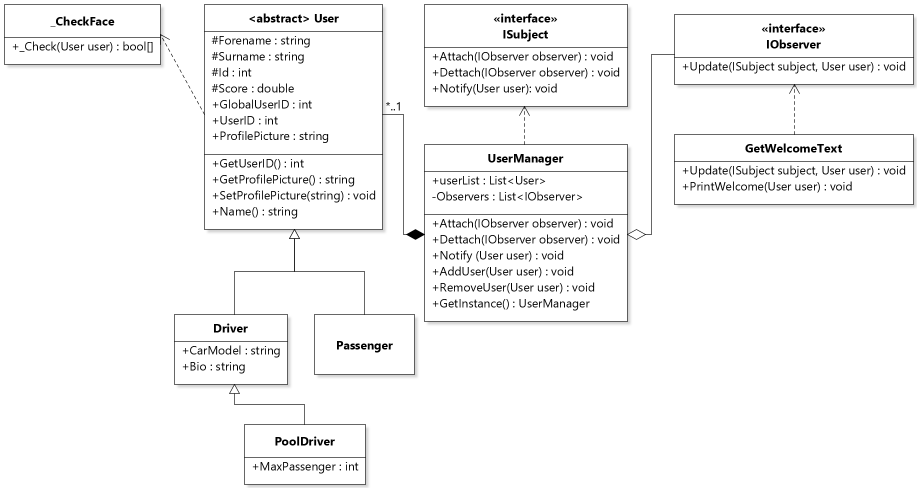 _CheckFace
+_Check(User user) : bool[]
<abstract> User
#Forename : string
#Surname : string
#Id : int
#Score : double
+GlobalUserID : int
+UserID : int
+ProfilePicture : string
+GetUserID() : int
+GetProfilePicture() : string
+SetProfilePicture(string) : void
+Name() : string
*..1
«interface»
ISubject
+Attach(IObserver observer) : void
+Dettach(IObserver observer) : void
+Notify(User user): void
«interface»
IObserver
+Update(ISubject subject, User user) : void
UserManager
+userList : List<User>
-Observers : List<IObserver>
+Attach(IObserver observer) : void
+Dettach(IObserver observer) : void
+Notify (User user) : void
+AddUser(User user) : void
+RemoveUser(User user) : void
+GetInstance() : UserManager
GetWelcomeText
+Update(ISubject subject, User user) : void
+PrintWelcome(User user) : void
Driver
+CarModel : string
+Bio : string
Passenger
PoolDriver
+MaxPassenger : int